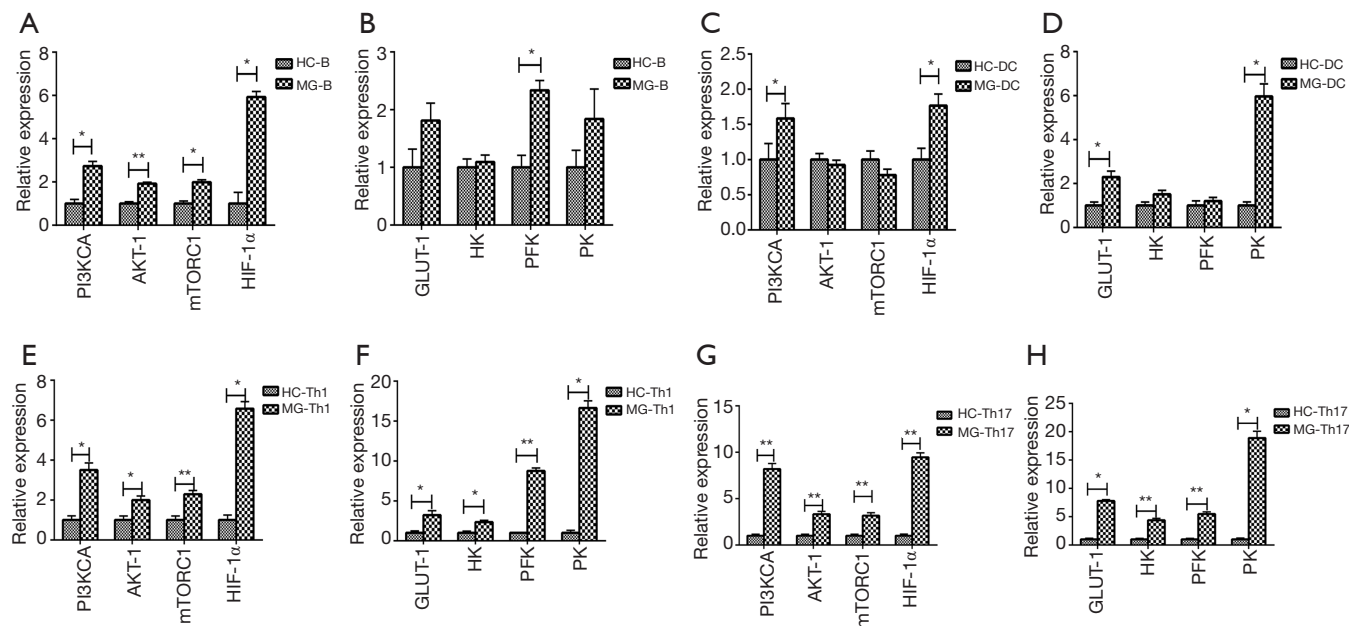 A
Relative expression
8
6
4
2
0
*
**
*
*
HC-B
MG-B
PI3KCA
AKT-1
mTORC1
HIF-1α
B
Relative expression
3
2
1
0
*
HC-B
MG-B
GLUT-1
HK
PFK
PK
C
Relative expression
2.5
2.0
1.5
1.0
0.5
0.0
*
*
HC-DC
MG-DC
PI3KCA
AKT-1
mTORC1
HIF-1α
D
Relative expression
8
6
4
2
0
*
*
HC-DC
MG-DC
GLUT-1
HK
PFK
PK
E
Relative expression
8
6
4
2
0
*
*
**
*
HC-Th1
MG-Th1
PI3KCA
AKT-1
mTORC1
HIF-1α
F
Relative expression
20
15
10
5
0
*
*
**
*
HC-Th1
MG-Th1
GLUT-1
HK
PFK
PK
G
Relative expression
15
10
5
0
**
**
**
**
HC-Th17
MG-Th17
PI3KCA
AKT-1
mTORC1
HIF-1α
H
Relative expression
25
20
15
10
5
0
*
**
**
*
HC-Th17
MG-Th17
GLUT-1
HK
PFK
PK